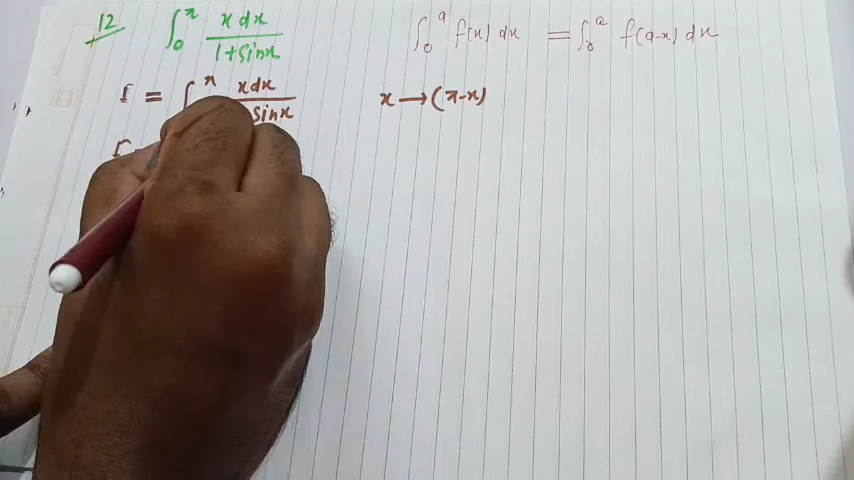 12 ∫₀^π x dx / 1+sinx
∫₀^a f(x) dx = ∫₀^a f(a-x) dx
I = ∫ ^π x dx / sinx
x → (π-x)
I